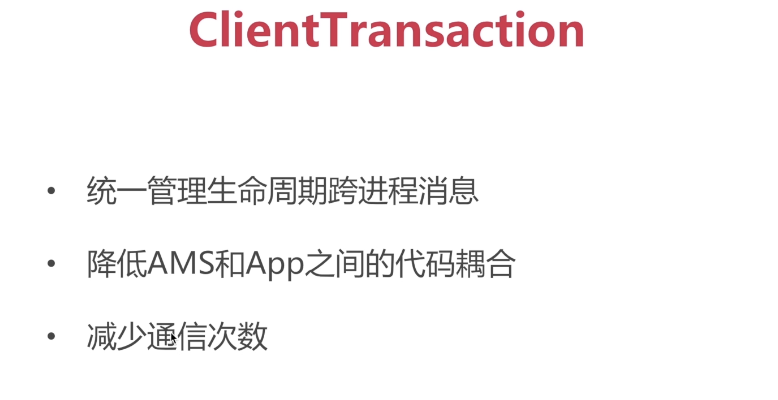 ClientTransaction
• 统一管理生命周期跨进程消息
• 降低AMS和App之间的代码耦合
• 减少通信次数